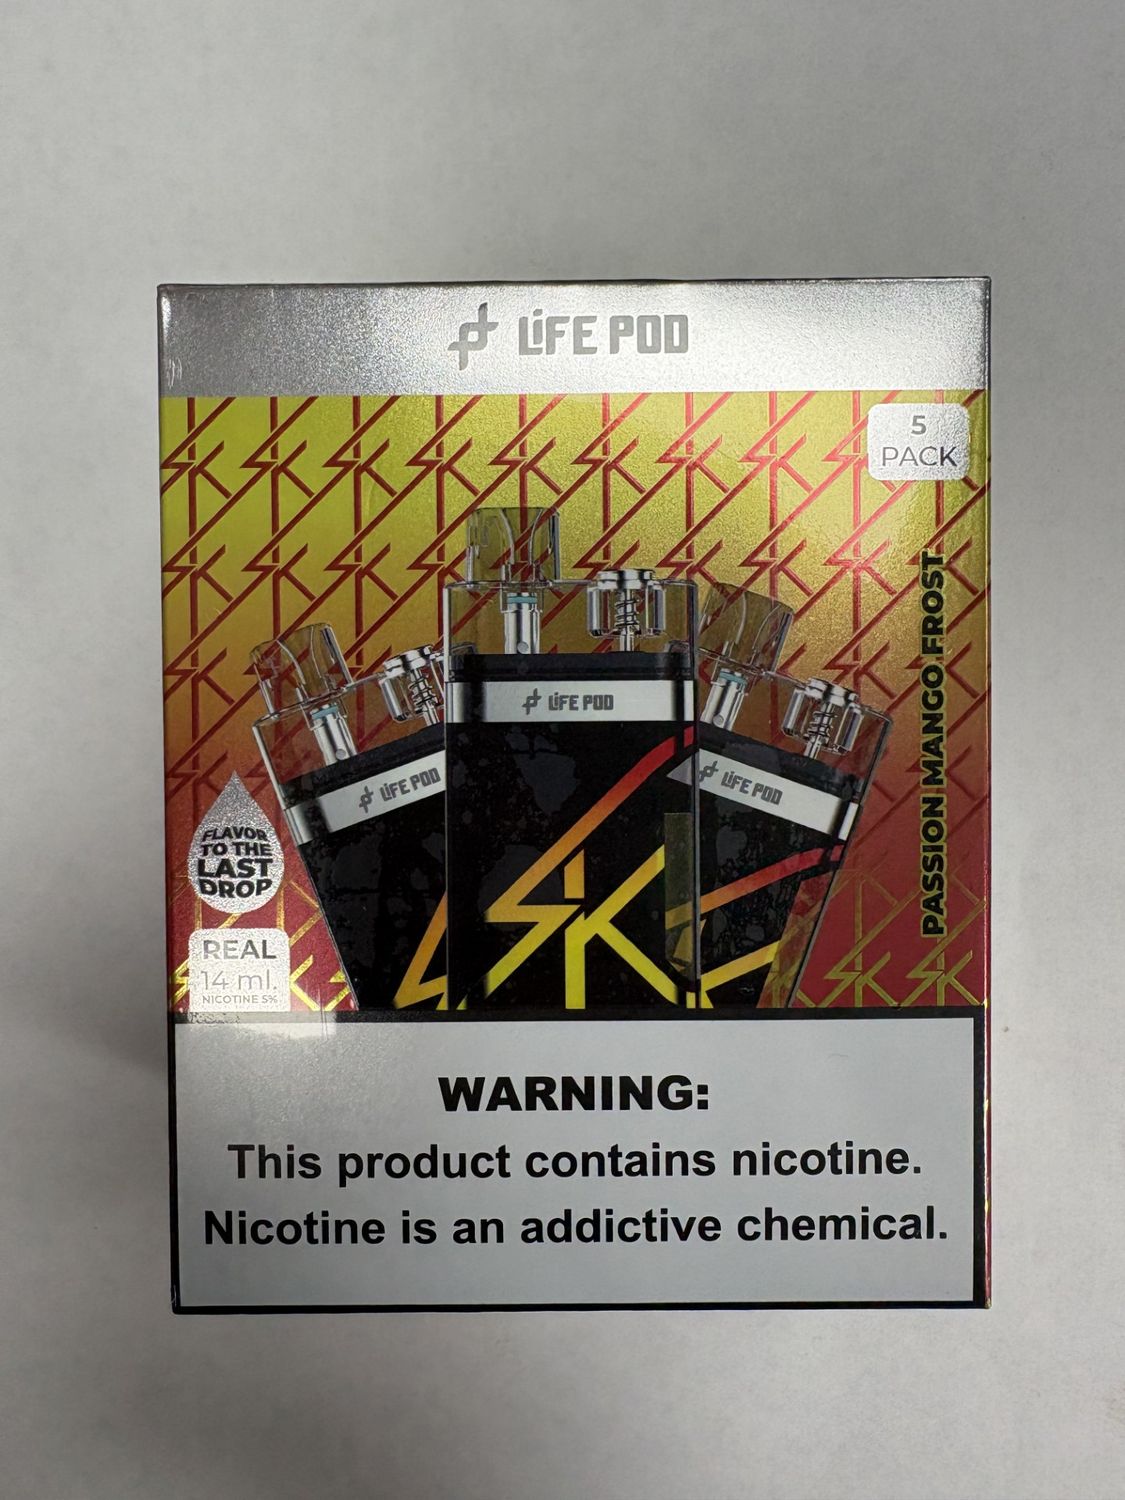 LiFE POD
5
PACK
PASSION MANGO FROST
LiFE POD
LiFE POD
LiFE POD
SK
FLAVOR
TO THE
LAST
DROP
REAL
14 ml.
NICOTINE 5%
WARNING:
This product contains nicotine.
Nicotine is an addictive chemical.